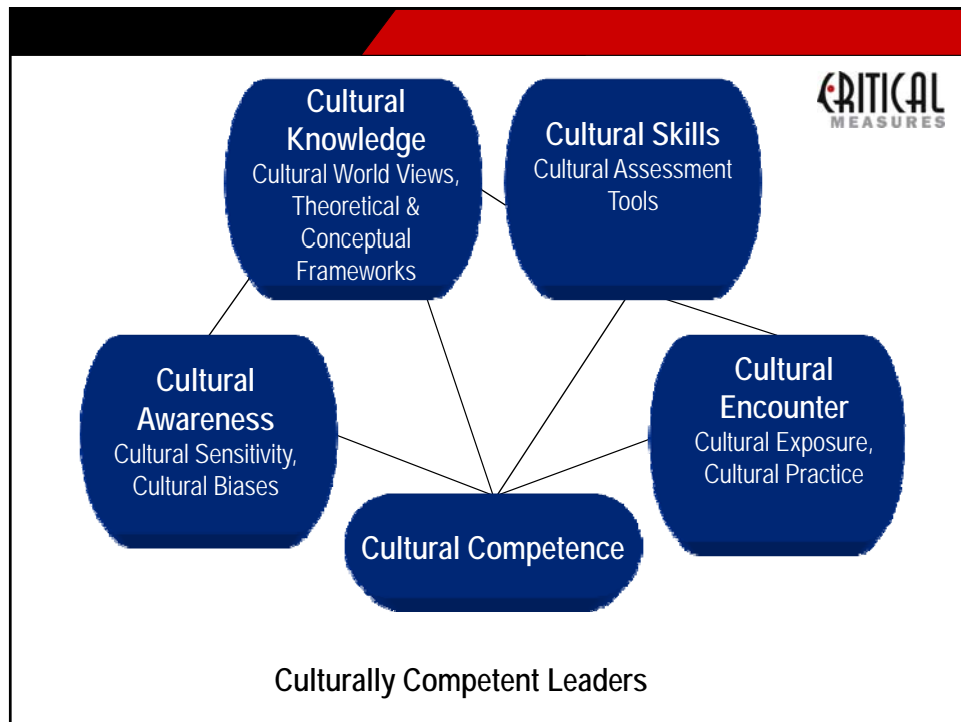 CRITICAL
MEASURES
Cultural
Knowledge
Cultural World Views,
Theoretical &
Conceptual
Frameworks
Cultural Skills
Cultural Assessment
Tools
Cultural
Awareness
Cultural Sensitivity,
Cultural Biases
Cultural
Encounter
Cultural Exposure,
Cultural Practice
Cultural Competence
Culturally Competent Leaders